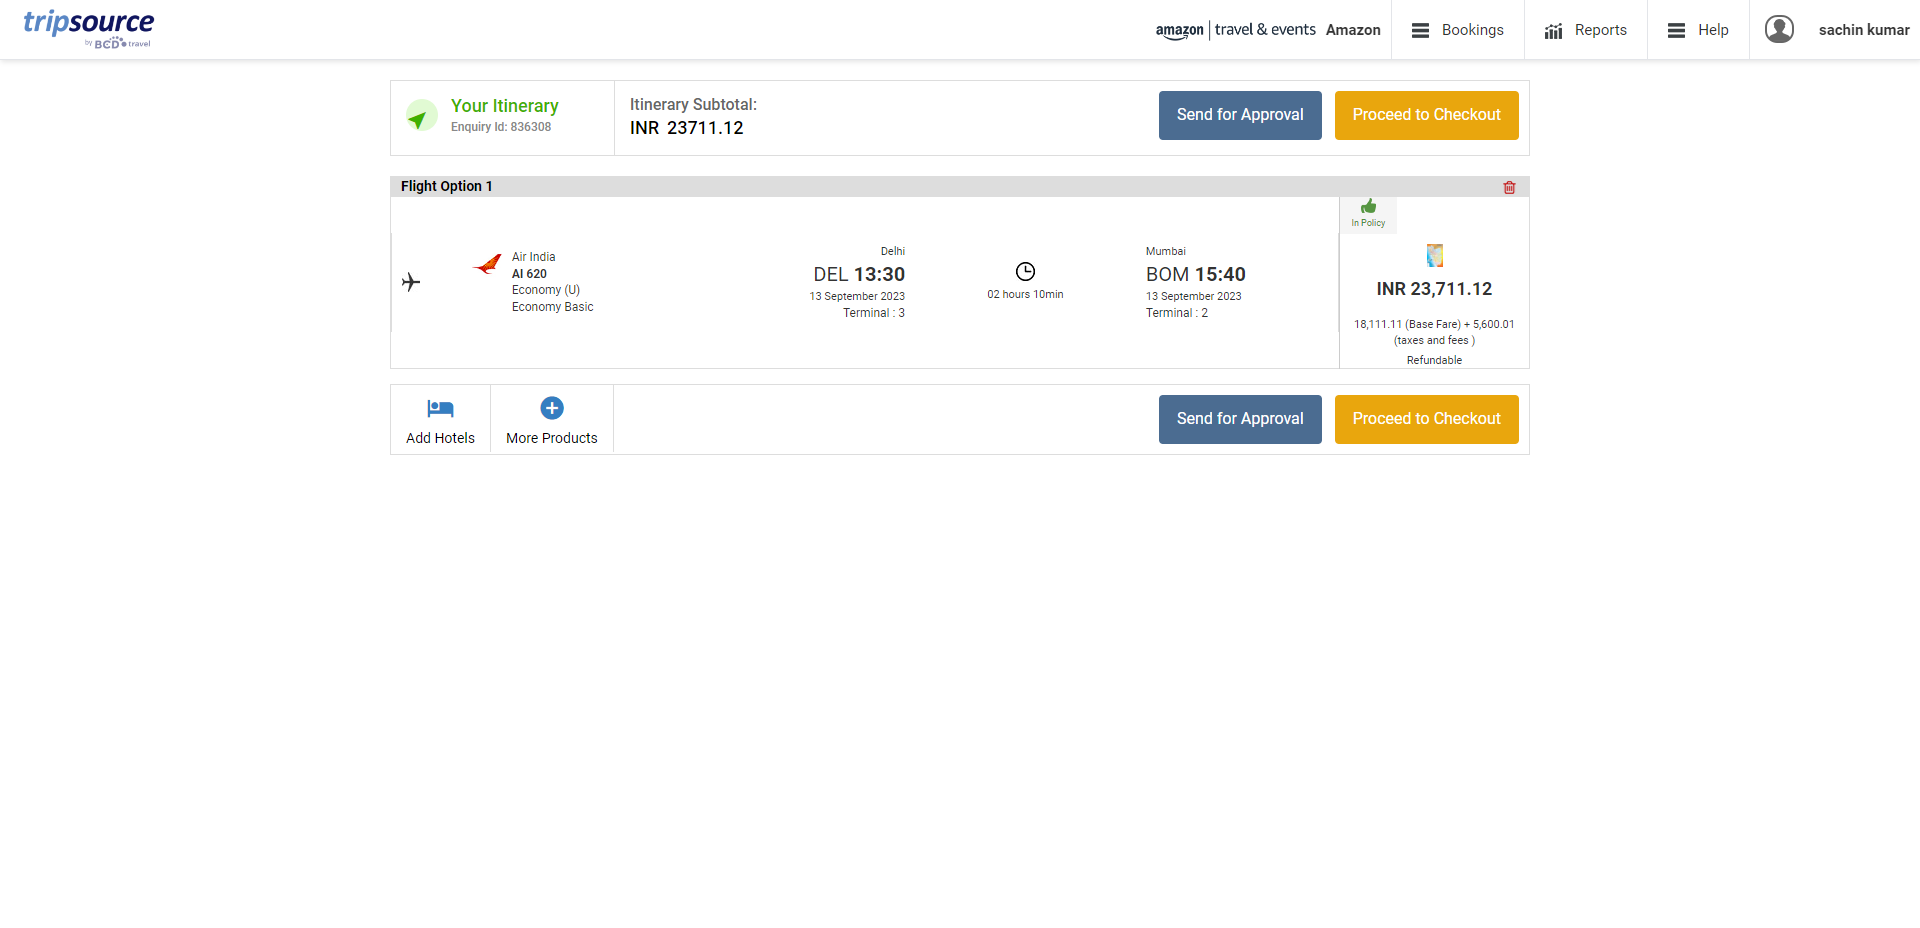 tripsource
by BCD travel
amazon | travel & events Amazon
Bookings
Reports
Help
sachin kumar
Your Itinerary
Enquiry Id: 836308
Itinerary Subtotal:
INR 23711.12
Send for Approval
Proceed to Checkout
Flight Option 1
In Policy
Air India
AI 620
Economy (U)
Economy Basic
Delhi
DEL 13:30
13 September 2023
Terminal : 3
02 hours 10min
Mumbai
BOM 15:40
13 September 2023
Terminal : 2
INR 23,711.12
18,111.11 (Base Fare) + 5,600.01
(taxes and fees )
Refundable
Add Hotels
More Products
Send for Approval
Proceed to Checkout